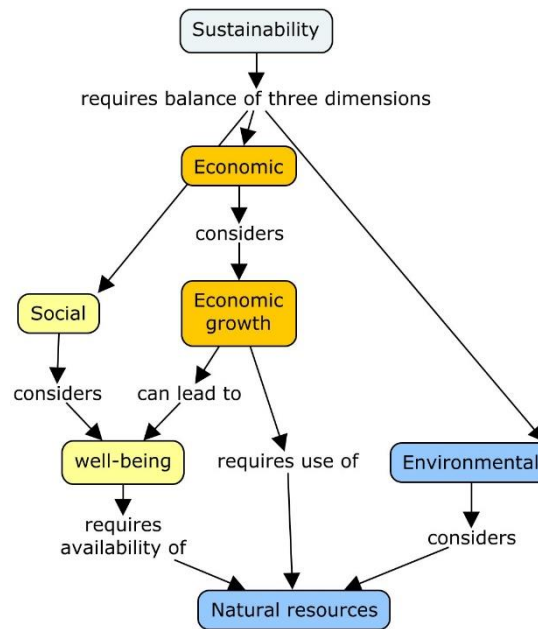 Sustainability
requires balance of three dimensions
Economic
considers
Economic
growth
Social
considers
can lead to
well-being
requires use of
Environmental
requires
availability of
considers
Natural resources